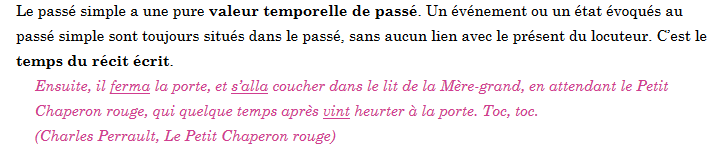 Le passé simple a une pure valeur temporelle de passé. Un événement ou un état évoqués au
passé simple sont toujours situés dans le passé, sans aucun lien avec le présent du locuteur. C’est le
temps du récit écrit.
Ensuite, il ferma la porte, et s’alla coucher dans le lit de la Mère-grand, en attendant le Petit
Chaperon rouge, qui quelque temps après vint heurter à la porte. Toc, toc.
(Charles Perrault, Le Petit Chaperon rouge)